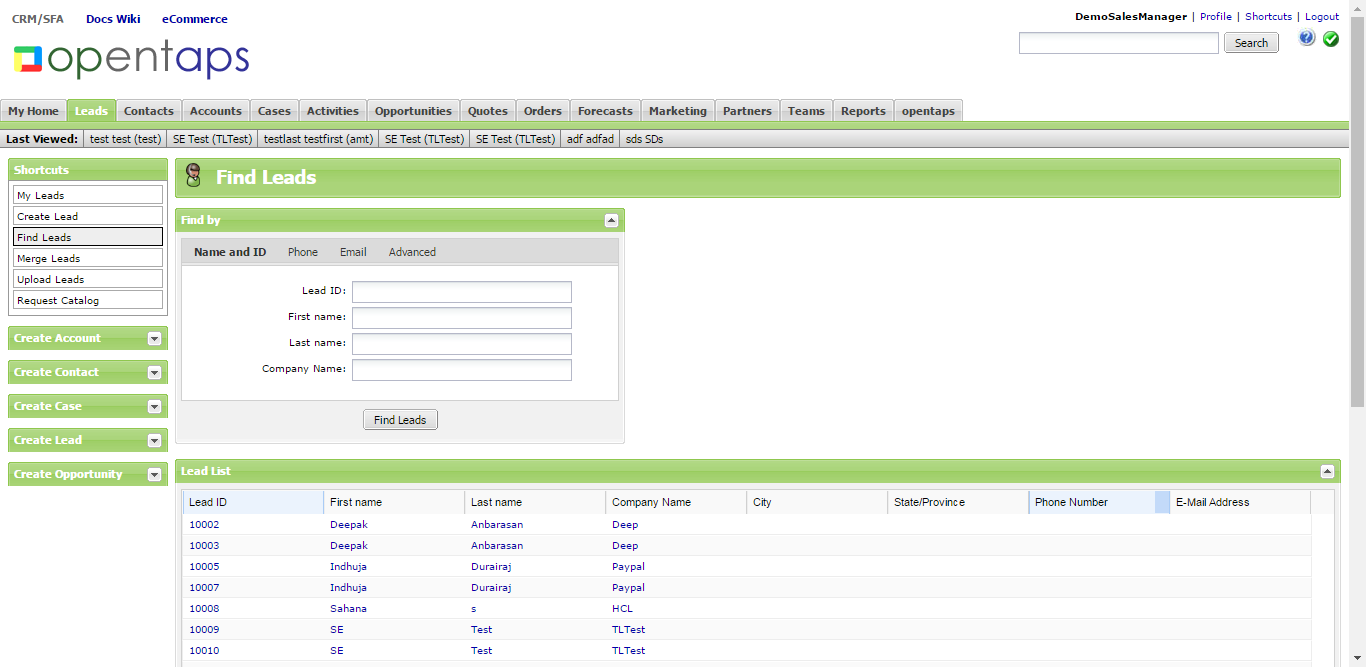 CRM/SFA Docs Wiki eCommerce
DemoSalesManager | Profile | Shortcuts | Logout
opentaps
Search
My Home Leads Contacts Accounts Cases Activities Opportunities Quotes Orders Forecasts Marketing Partners Teams Reports opentaps
Last Viewed: test test (test) SE Test (TLTest) testlast testfirst (amt) SE Test (TLTest) SE Test (TLTest) adf adfad sds SDs
Shortcuts
My Leads
Create Lead
Find Leads
Merge Leads
Upload Leads
Request Catalog
Create Account
Create Contact
Create Case
Create Lead
Create Opportunity
Find Leads
Find by
Name and ID Phone Email Advanced
Lead ID:
First name:
Last name:
Company Name:
Find Leads
Lead List
Lead ID First name Last name Company Name City State/Province Phone Number E-Mail Address
10002 Deepak Anbarasan Deep
10003 Deepak Anbarasan Deep
10005 Indhuja Durairaj Paypal
10007 Indhuja Durairaj Paypal
10008 Sahana s HCL
10009 SE Test TLTest
10010 SE Test TLTest